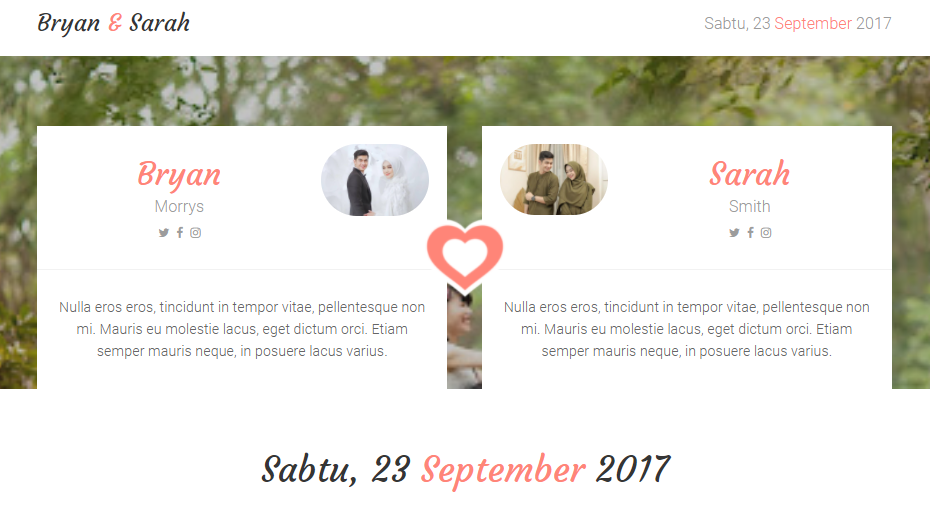 Bryan & Sarah
Sabtu, 23 September 2017
Bryan
Morrys
Nulla eros eros, tincidunt in tempor vitae, pellentesque non
mi. Mauris eu molestie lacus, eget dictum orci. Etiam
semper mauris neque, in posuere lacus varius.
Sarah
Smith
Nulla eros eros, tincidunt in tempor vitae, pellentesque non
mi. Mauris eu molestie lacus, eget dictum orci. Etiam
semper mauris neque, in posuere lacus varius.
Sabtu, 23 September 2017